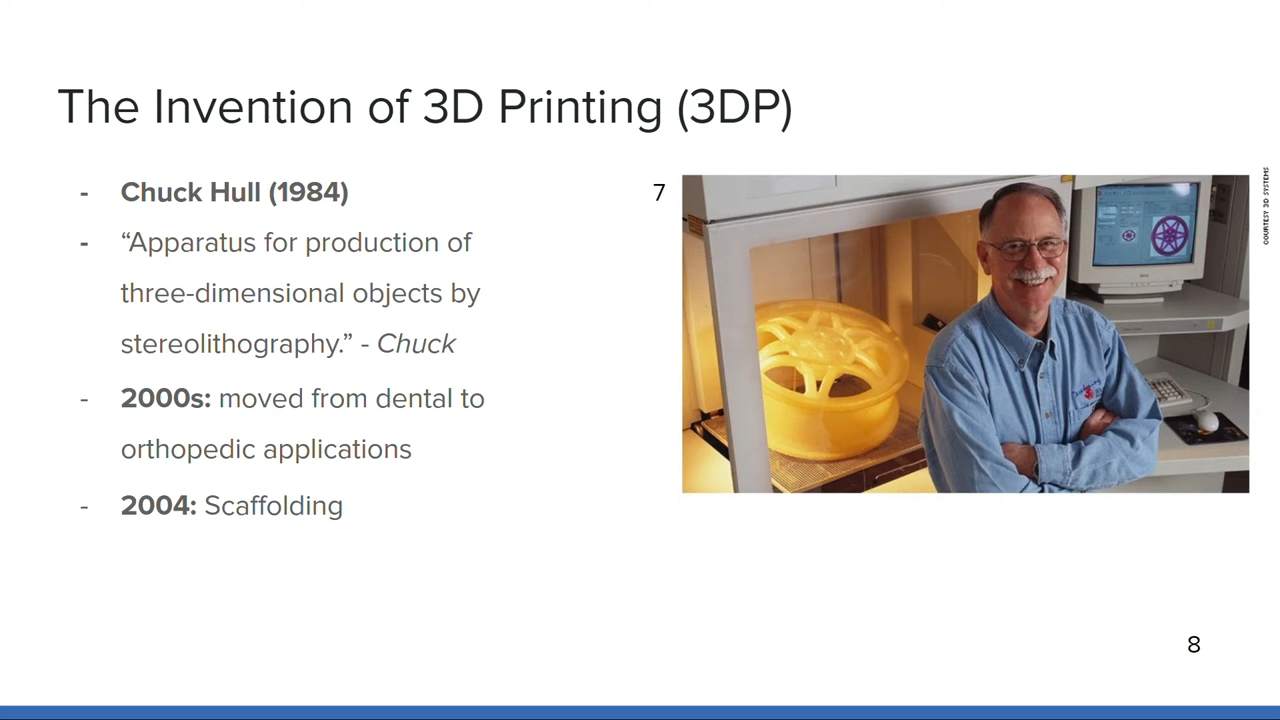 The Invention of 3D Printing (3DP)
- Chuck Hull (1984)
- “Apparatus for production of
three-dimensional objects by
stereolithography.” - Chuck
- 2000s: moved from dental to
orthopedic applications
- 2004: Scaffolding
7
COURTESY 3D SYSTEMS
8